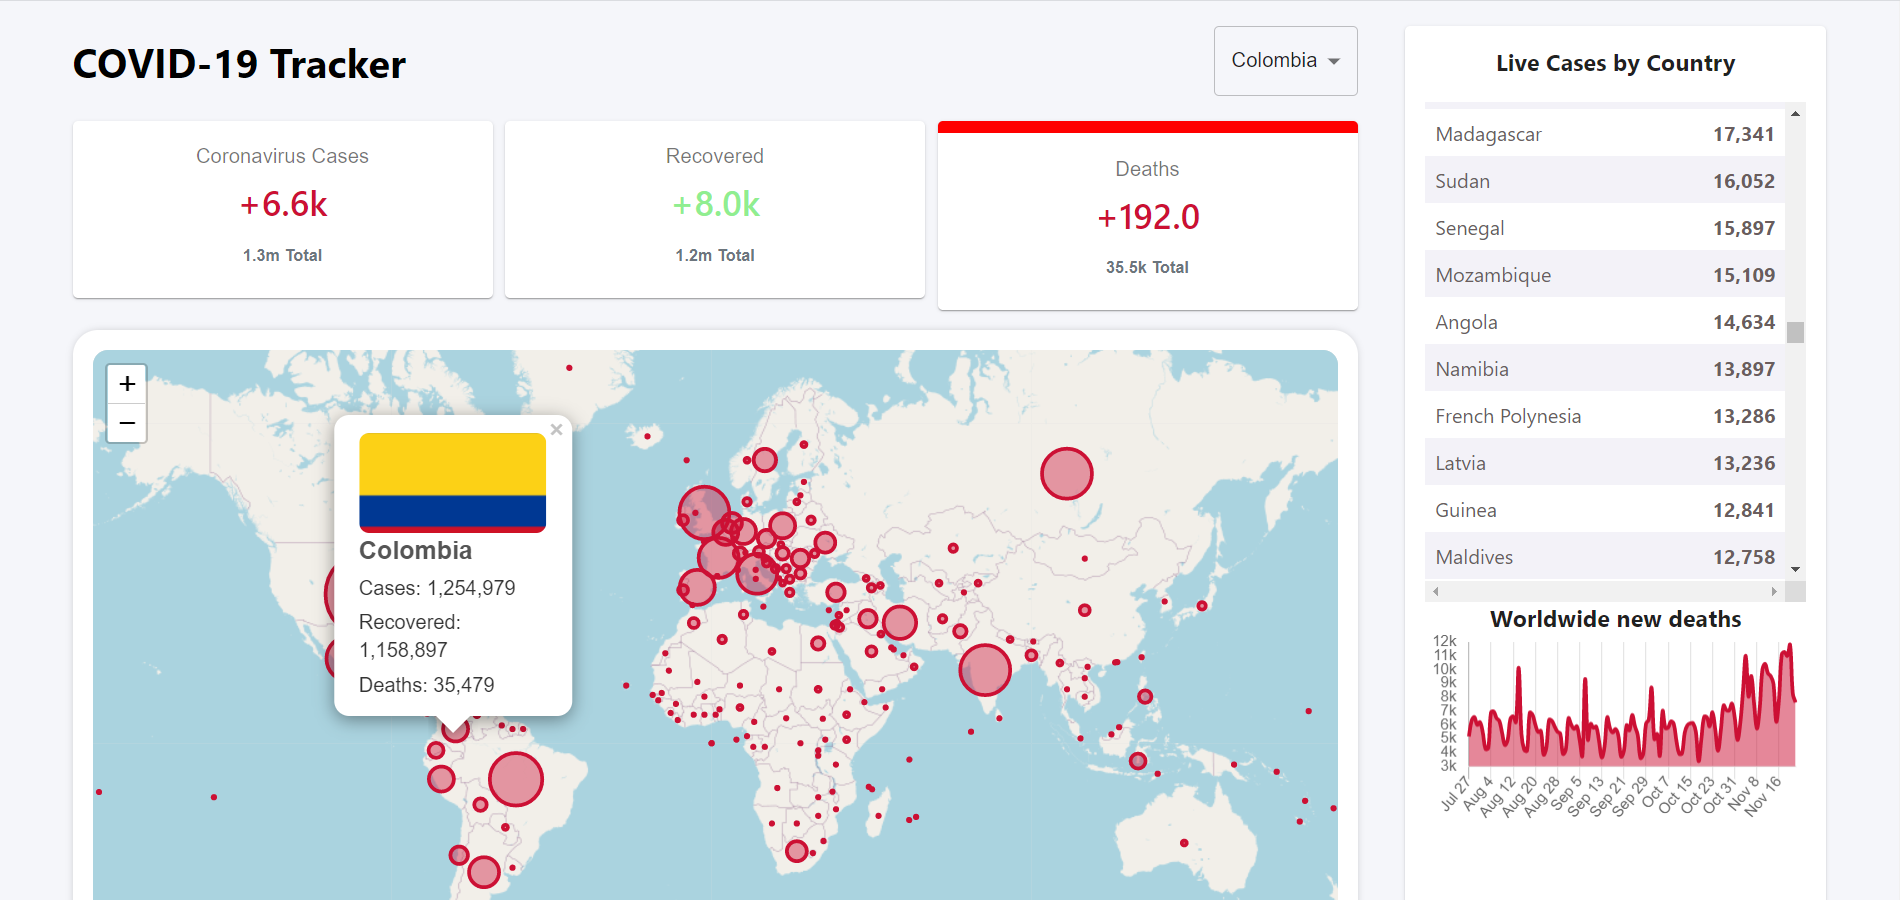 COVID-19 Tracker
Colombia
Coronavirus Cases
+6.6k
1.3m Total
Recovered
+8.0k
1.2m Total
Deaths
+192.0
35.5k Total
+
−
×
Colombia
Cases: 1,254,979
Recovered:
1,158,897
Deaths: 35,479
Live Cases by Country
Madagascar 17,341
Sudan 16,052
Senegal 15,897
Mozambique 15,109
Angola 14,634
Namibia 13,897
French Polynesia 13,286
Latvia 13,236
Guinea 12,841
Maldives 12,758
Worldwide new deaths
12k
11k
10k
9k
8k
7k
6k
5k
4k
3k
Jul 27
Aug 4
Aug 12
Aug 20
Aug 28
Sep 5
Sep 13
Sep 21
Sep 29
Oct 7
Oct 15
Oct 23
Oct 31
Nov 8
Nov 16